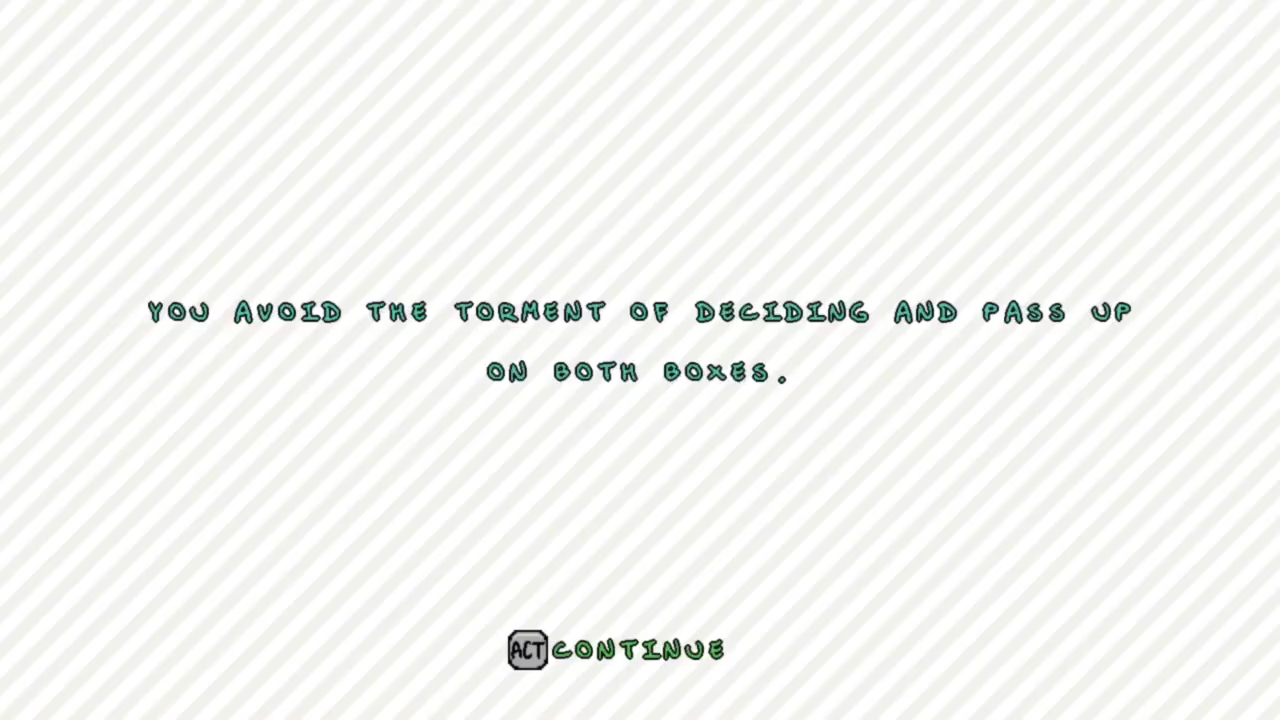 YOU AVOID THE TORMENT OF DECIDING AND PASS UP
ON BOTH BOXES.
ACT CONTINUE